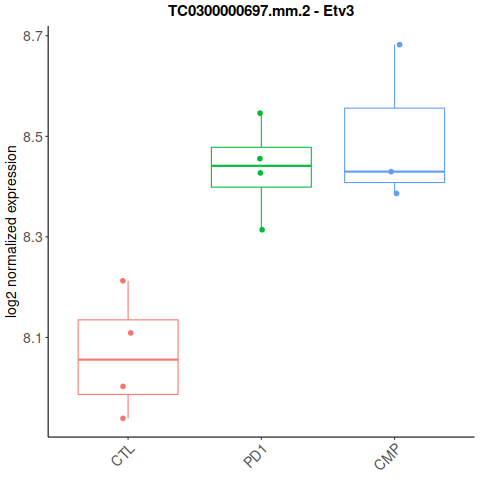 TC0300000697.mm.2 - Etv3
log2 normalized expression
8.7
8.5
8.3
8.1
CTL
PD1
CMP